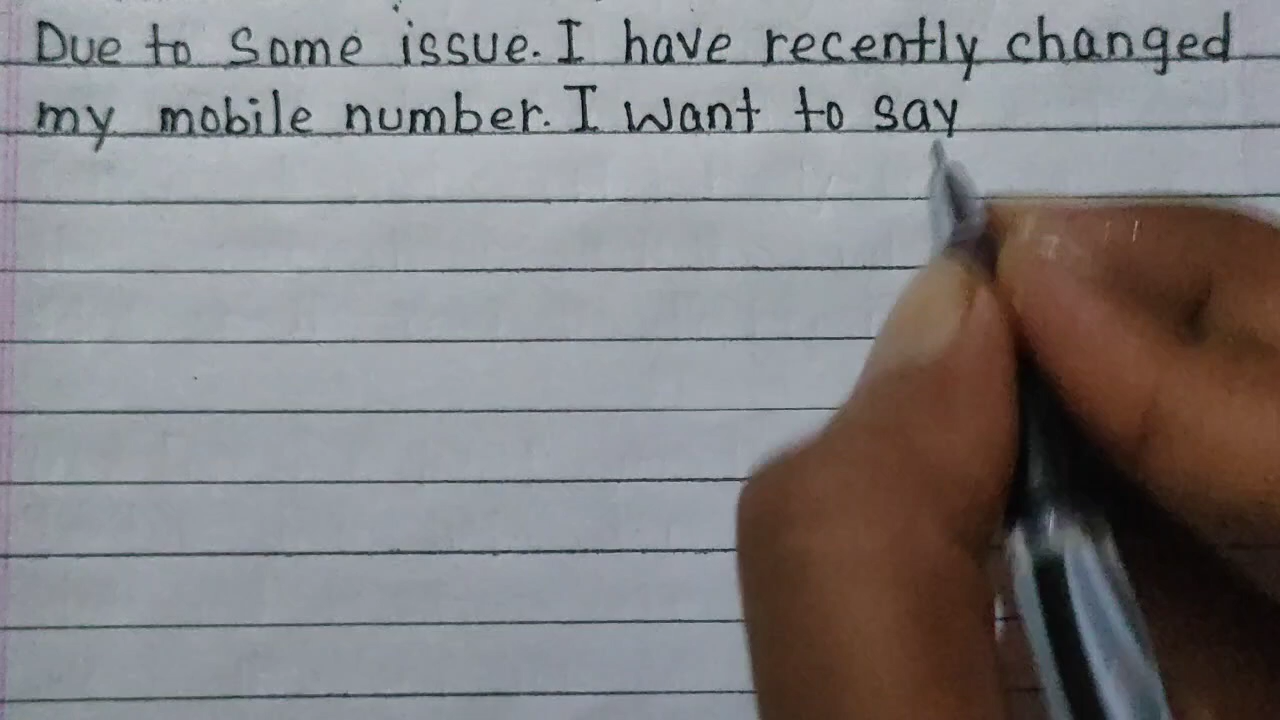 Due to some issue. I have recently changed
my mobile number. I want to say